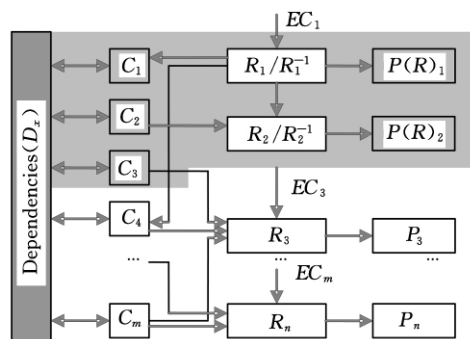 EC₁
C₁
R₁/R₁⁻¹
P(R)₁
C₂
R₂/R₂⁻¹
P(R)₂
C₃
EC₃
C₄
R₃
P₃
...
...
...
ECₘ
Cₘ
Rₙ
Pₙ
Dependencies(Dₓ)